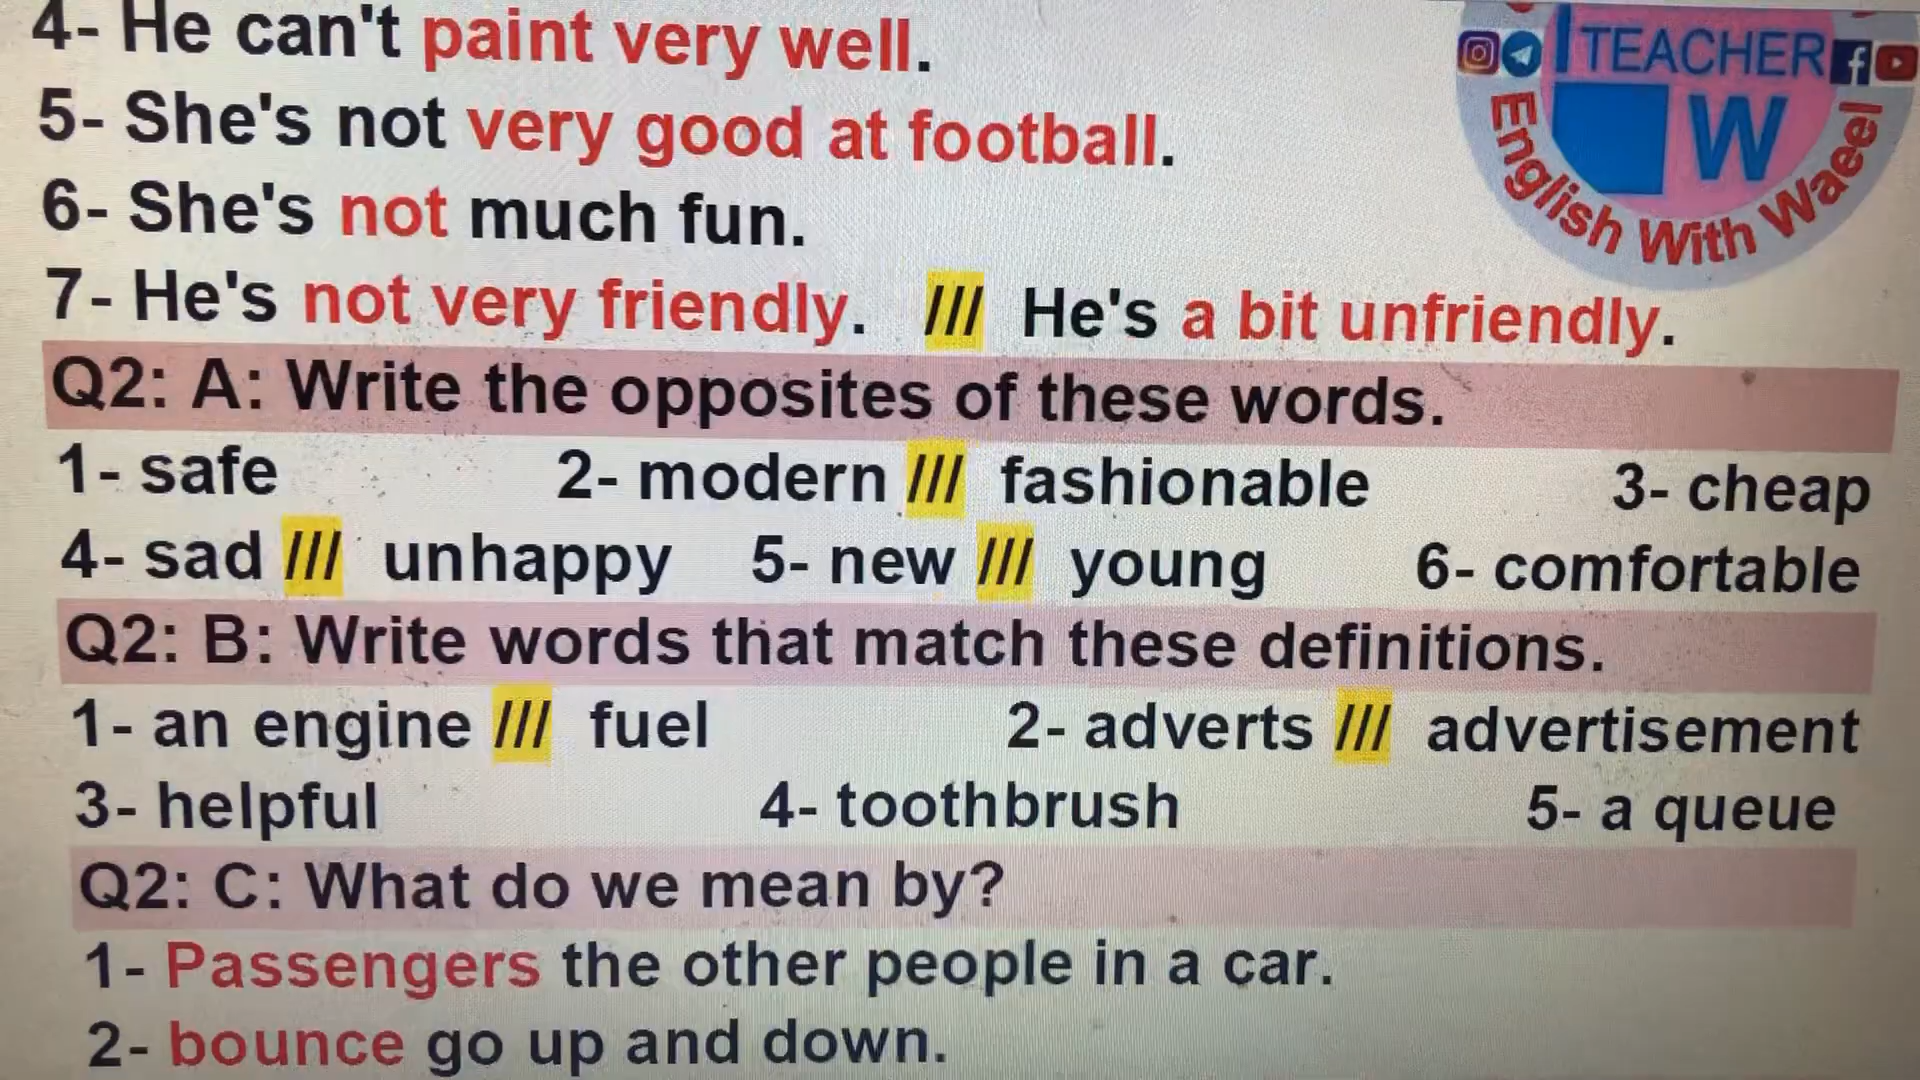 4- He can't paint very well.
5- She's not very good at football.
6- She's not much fun.
7- He's not very friendly. /// He's a bit unfriendly.
Q2: A: Write the opposites of these words.
1- safe 2- modern /// fashionable 3- cheap
4- sad /// unhappy 5- new /// young 6- comfortable
Q2: B: Write words that match these definitions.
1- an engine /// fuel 2- adverts /// advertisement
3- helpful 4- toothbrush 5- a queue
Q2: C: What do we mean by?
1- Passengers the other people in a car.
2- bounce go up and down.
TEACHER
W
English With Waeel